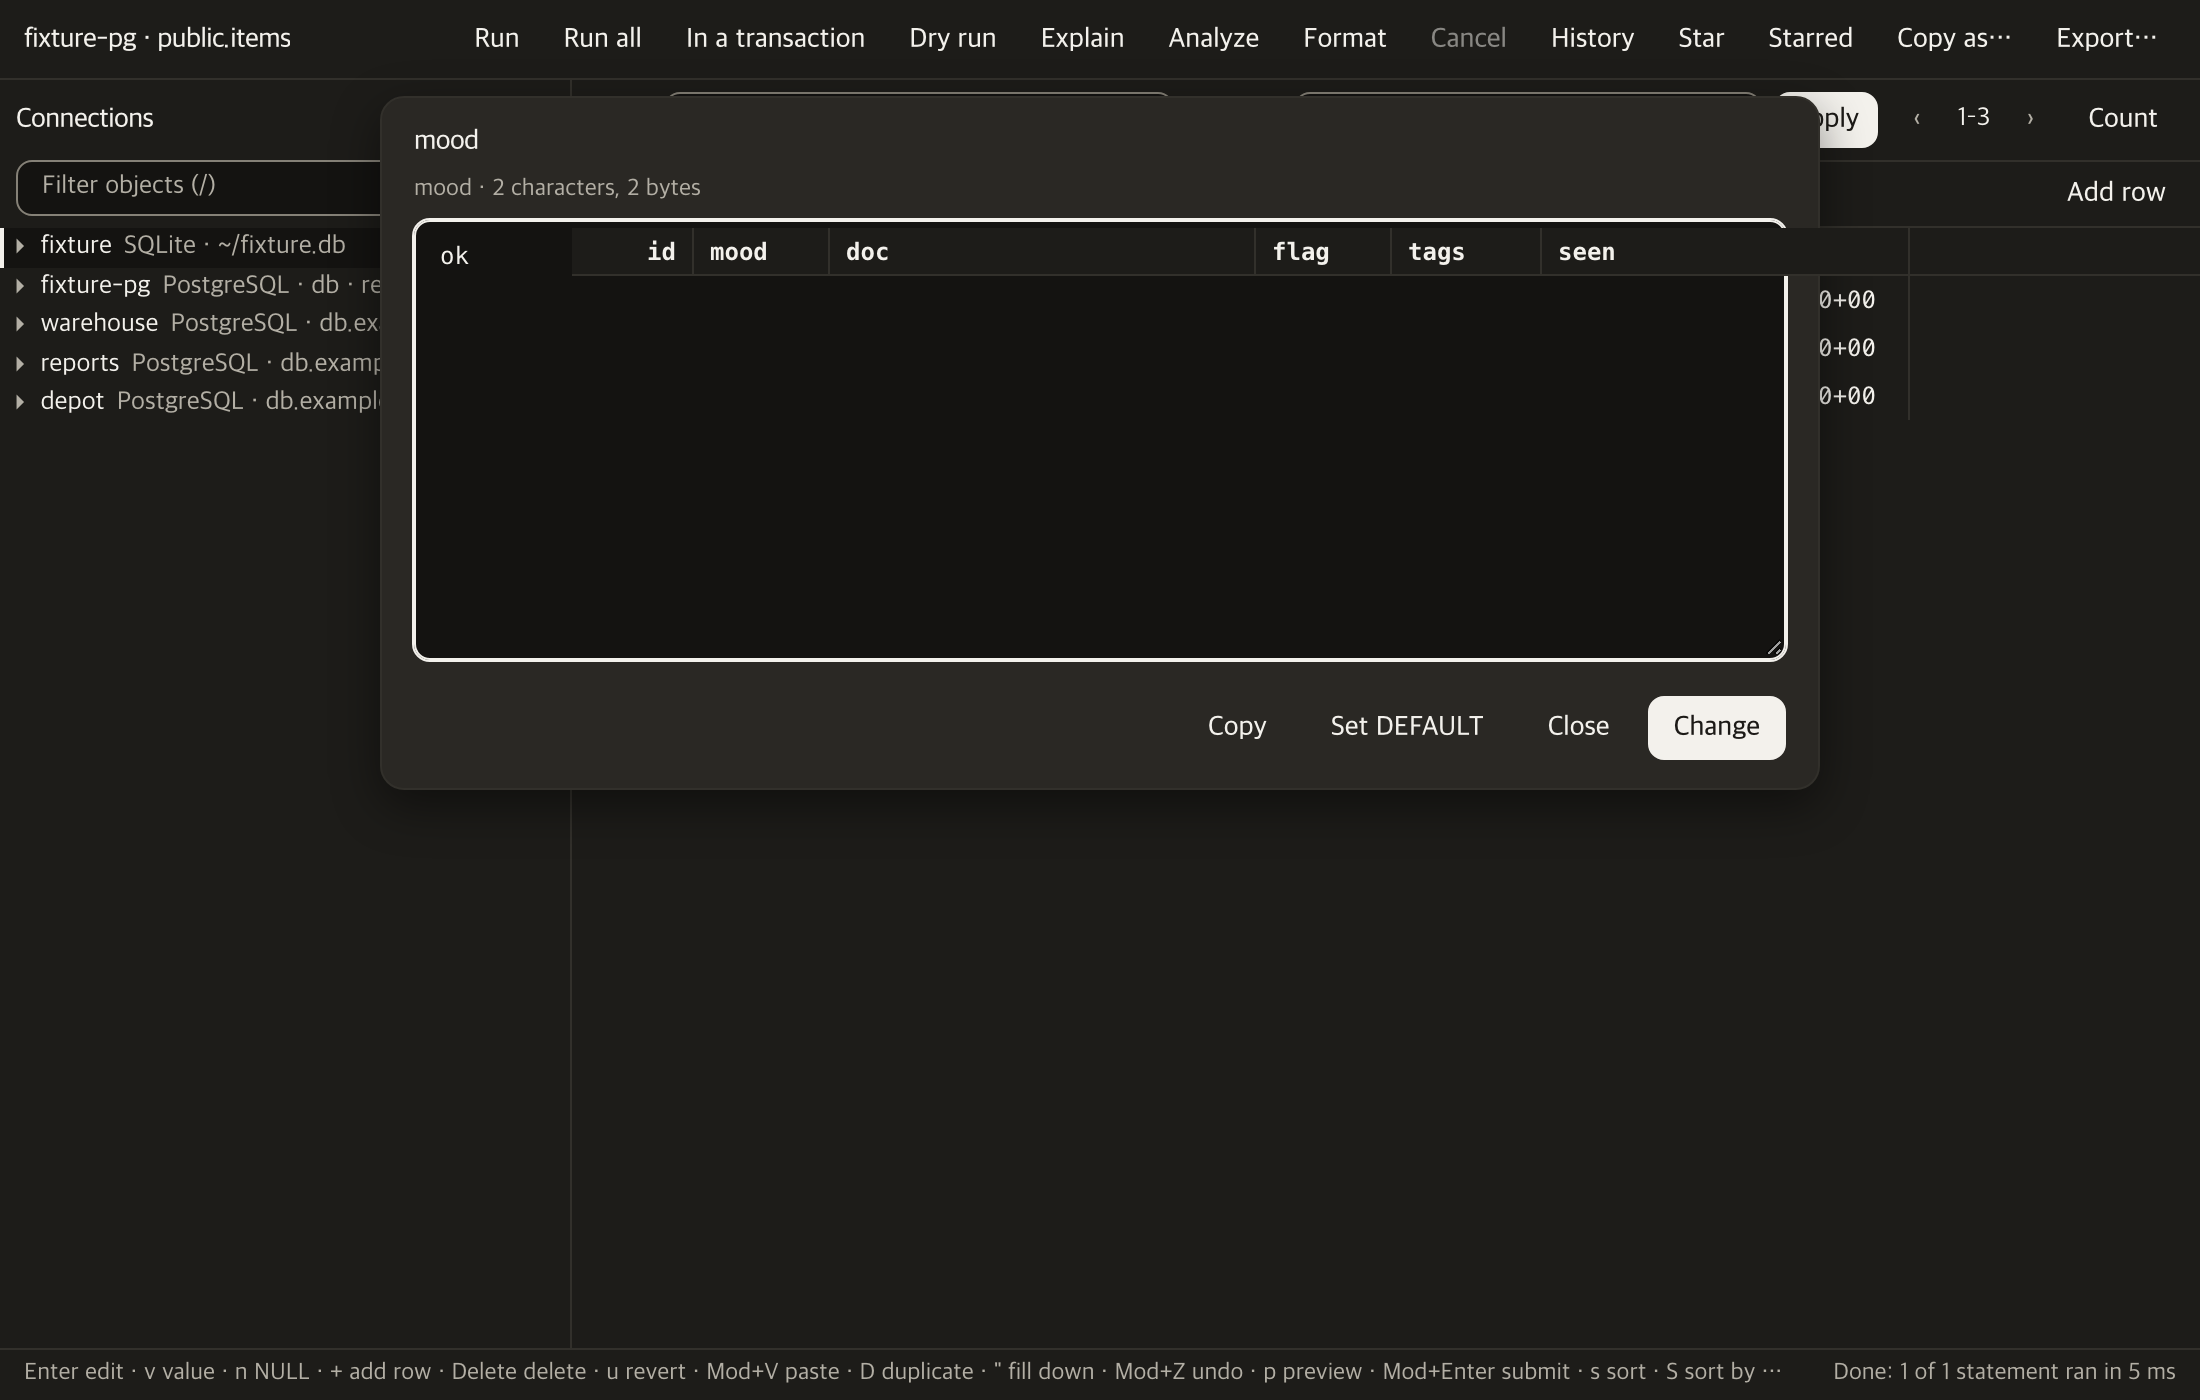 fixture-pg · public.items Run Run all In a transaction Dry run Explain Analyze Format Cancel History Star Starred Copy as··· Export···
Connections
‹ 1-3 › Count
Filter objects (/)
Add row
fixture SQLite · ~/fixture.db
fixture-pg PostgreSQL · db · re
warehouse PostgreSQL · db.ex
reports PostgreSQL · db.examp
depot PostgreSQL · db.exampl
mood
mood · 2 characters, 2 bytes
ok
id mood doc flag tags seen
0+00
0+00
0+00
Copy Set DEFAULT Close Change
Enter edit · v value · n NULL · + add row · Delete delete · u revert · Mod+V paste · D duplicate · " fill down · Mod+Z undo · p preview · Mod+Enter submit · s sort · S sort by ··· Done: 1 of 1 statement ran in 5 ms